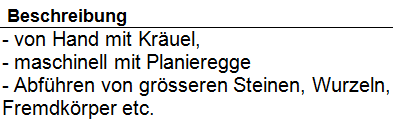 Beschreibung
- von Hand mit Kräuel,
- maschinell mit Planieregge
- Abführen von grösseren Steinen, Wurzeln,
Fremdkörper etc.